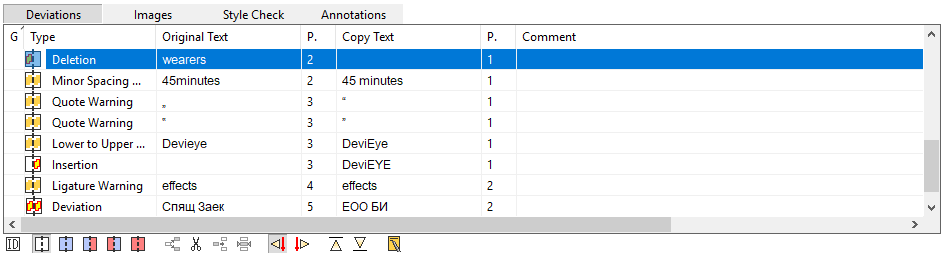 Deviations Images Style Check Annotations
G Type Original Text P. Copy Text P. Comment
Deletion wearers 2 1
Minor Spacing ... 45minutes 2 45 minutes 1
Quote Warning „ 3 “ 1
Quote Warning “ 3 ” 1
Lower to Upper ... Devieye 3 DeviEye 1
Insertion 3 DeviEYE 1
Ligature Warning effects 4 effects 2
Deviation Спящ Заек 5 ЕОО БИ 2
ID